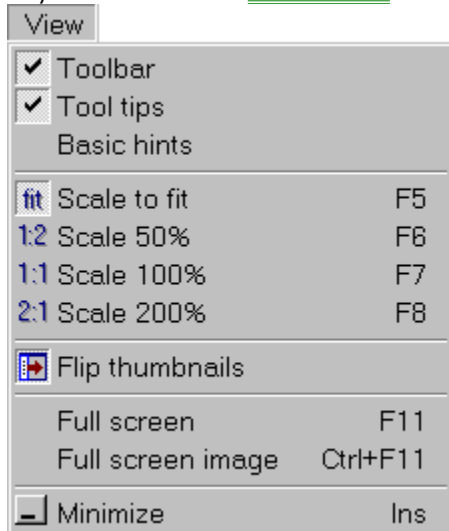 View
Toolbar
Tool tips
Basic hints
fit Scale to fit F5
1:2 Scale 50% F6
1:1 Scale 100% F7
2:1 Scale 200% F8
Flip thumbnails
Full screen F11
Full screen image Ctrl+F11
Minimize Ins